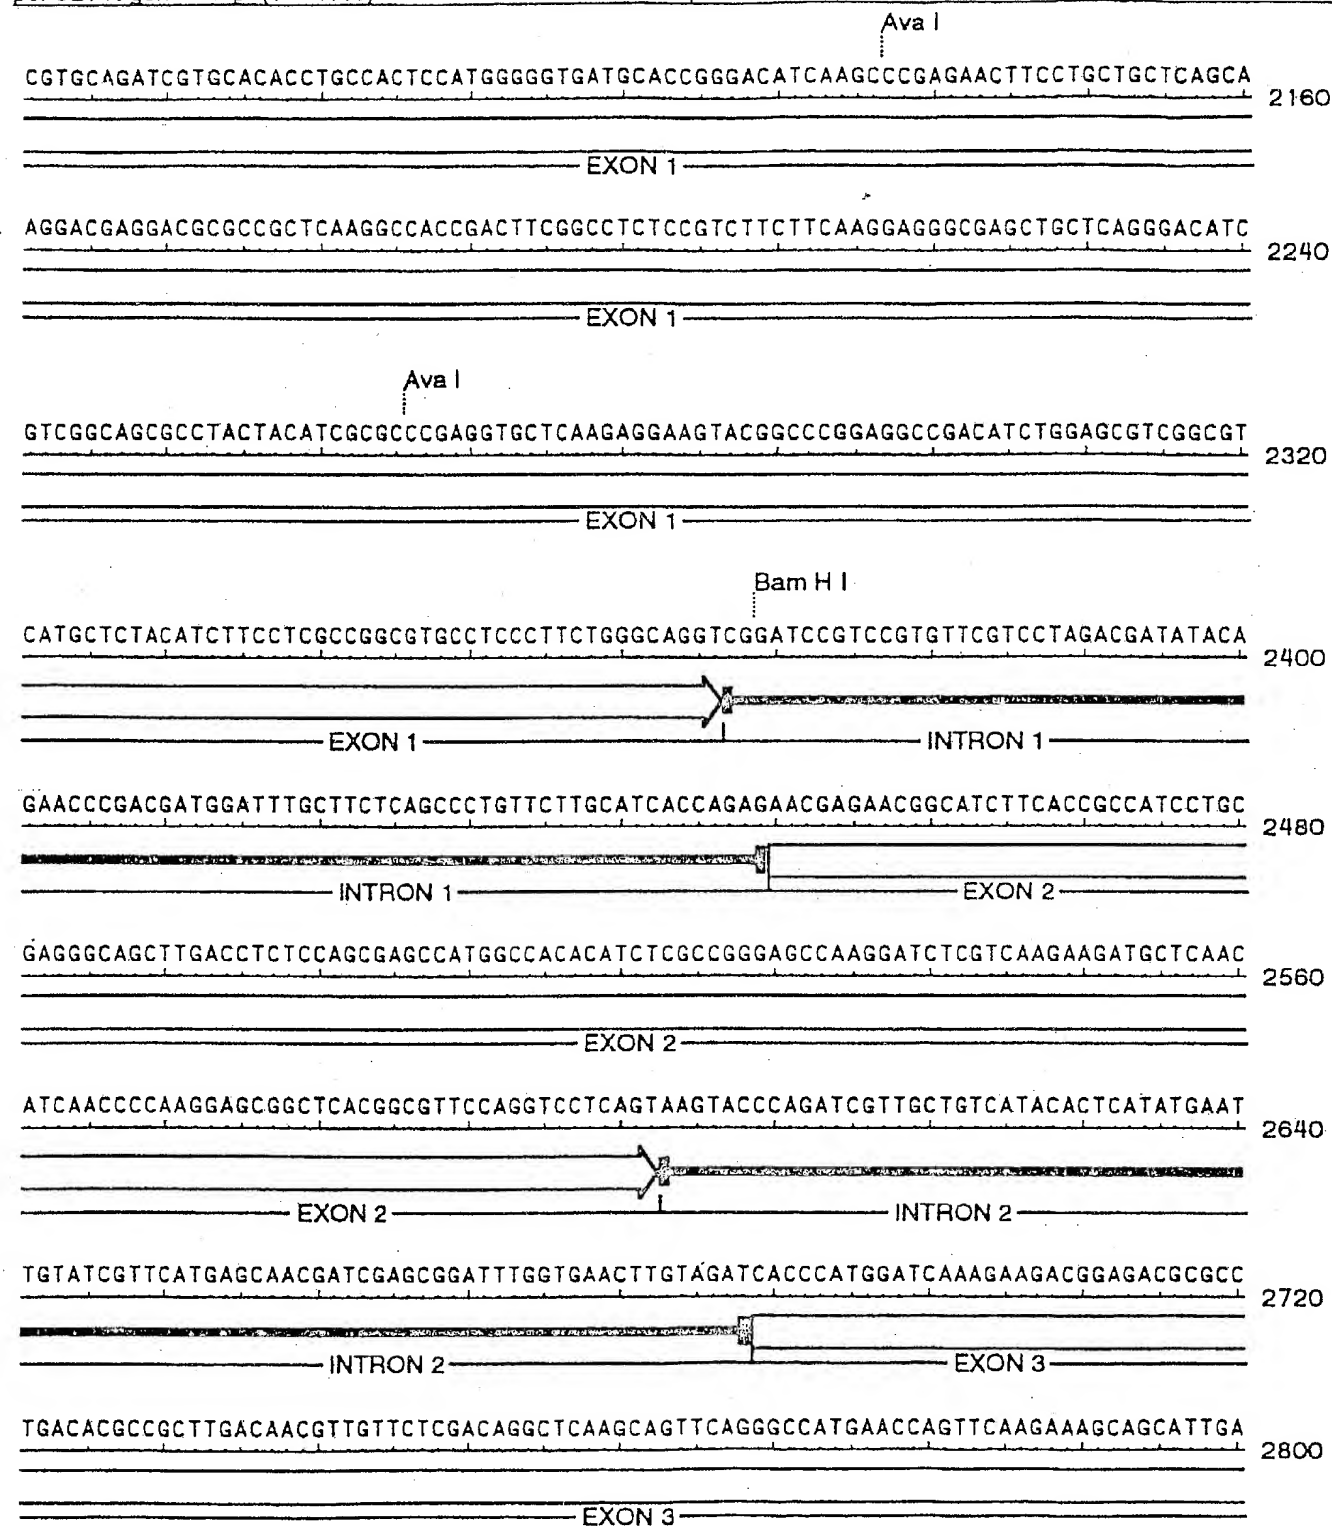 Ava I
CGTGCAGATCGTGCACACCTGCCACTCCATGGGGGTGATGCACCGGGACATCAAGCCCGAGAACTTCCTGCTGCTCAGCA
2160
EXON 1
AGGACGAGGACGCGCCGCTCAAGGCCACCGACTTCGGCCTCTCCGTCTTCTTCAAGGAGGGCGAGCTGCTCAGGGACATC
2240
EXON 1
Ava I
GTCGGCAGCGCCTACTACATCGCGCCCGAGGTGCTCAAGAGGAAGTACGGCCCGGAGGCCGACATCTGGAGCGTCGGCGT
2320
EXON 1
Bam H I
CATGCTCTACATCTTCCTCGCCGGCGTGCCTCCCTTCTGGGCAGGTCGGATCCGTCCGTGTTCGTCCTAGACGATATACA
2400
EXON 1 INTRON 1
GAACCCGACGATGGATTTGCTTCTCAGCCCTGTTCTTGCATCACCAGAGAACGAGAACGGCATCTTCACCGCCATCCTGC
2480
INTRON 1 EXON 2
GAGGGCAGCTTGACCTCTCCAGCGAGCCATGGCCACACATCTCGCCGGGAGCCAAGGATCTCGTCAAGAAGATGCTCAAC
2560
EXON 2
ATCAACCCCAAGGAGCGGCTCACGGCGTTCCAGGTCCTCAGTAAGTACCCAGATCGTTGCTGTCATACACTCATATGAAT
2640
EXON 2 INTRON 2
TGTATCGTTCATGAGCAACGATCGAGCGGATTTGGTGAACTTGTAGATCACCCATGGATCAAAGAAGACGGAGACGCGCC
2720
INTRON 2 EXON 3
TGACACGCCGCTTGACAACGTTGTTCTCGACAGGCTCAAGCAGTTCAGGGCCATGAACCAGTTCAAGAAAGCAGCATTGA
2800
EXON 3